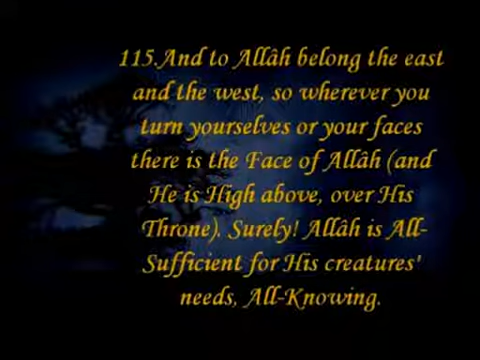 115.And to Allâh belong the east
and the west, so wherever you
turn yourselves or your faces
there is the Face of Allâh (and
He is High above, over His
Throne). Surely! Allâh is All-
Sufficient for His creatures'
needs, All-Knowing.